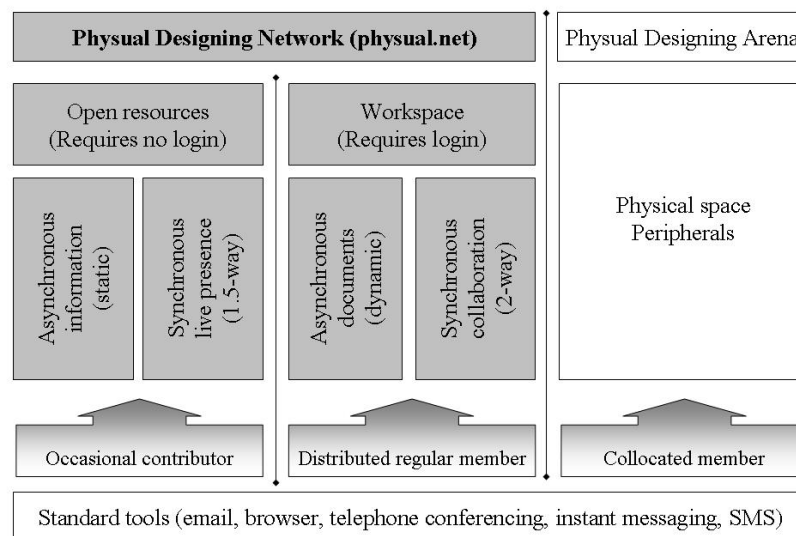 Physual Designing Network (physual.net)
Physual Designing Arena
Open resources
(Requires no login)
Workspace
(Requires login)
Asynchronous
information
(static)
Synchronous
live presence
(1.5-way)
Asynchronous
documents
(dynamic)
Synchronous
collaboration
(2-way)
Physical space
Peripherals
Occasional contributor
Distributed regular member
Collocated member
Standard tools (email, browser, telephone conferencing, instant messaging, SMS)